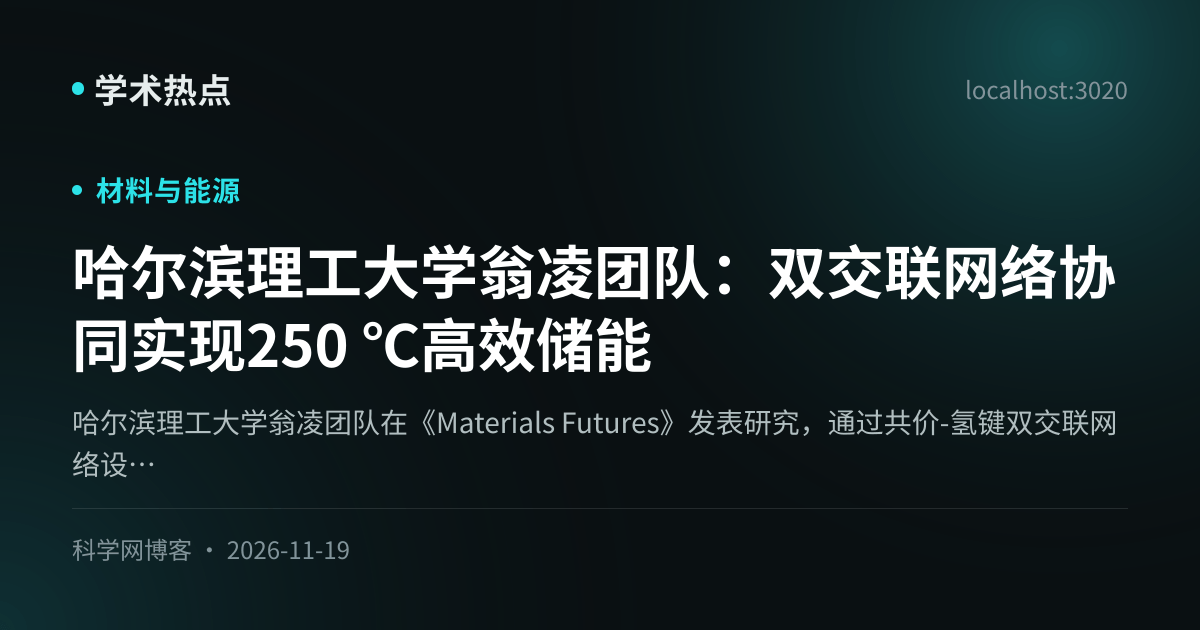 学术热点
localhost:3020
材料与能源
哈尔滨理工大学翁凌团队：双交联网络协
同实现250 ℃高效储能
哈尔滨理工大学翁凌团队在《Materials Futures》发表研究，通过共价-氢键双交联网
络设…
科学网博客 · 2026-11-19